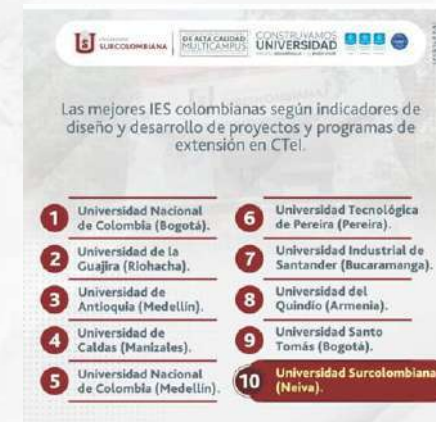 SURCOLOMBIANA
DE ALTA CALIDAD
MULTICAMPUS
CONSTRUYAMOS
UNIVERSIDAD
Las mejores IES colombianas según indicadores de
diseño y desarrollo de proyectos y programas de
extensión en CTeI.
1 Universidad Nacional
de Colombia (Bogotá).
2 Universidad de la
Guajira (Riohacha).
3 Universidad de
Antioquia (Medellín).
4 Universidad de
Caldas (Manizales).
5 Universidad Nacional
de Colombia (Medellín).
6 Universidad Tecnológica
de Pereira (Pereira).
7 Universidad Industrial de
Santander (Bucaramanga).
8 Universidad del
Quindío (Armenia).
9 Universidad Santo
Tomás (Bogotá).
10 Universidad Surcolombiana
(Neiva).